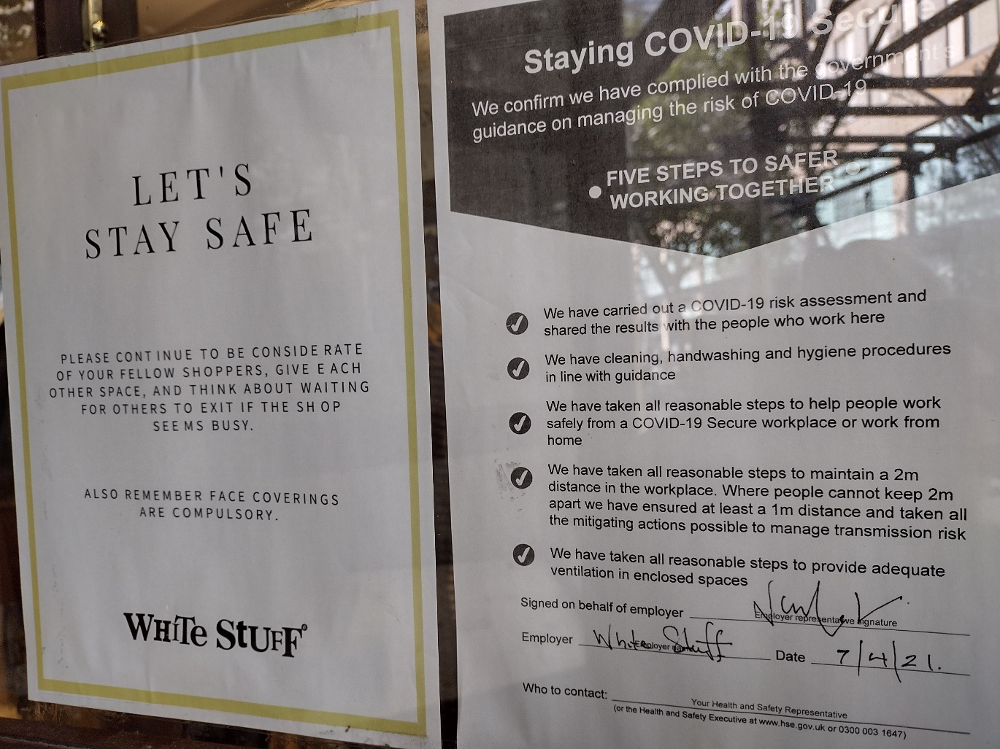 LET'S
STAY SAFE
PLEASE CONTINUE TO BE CONSIDERATE
OF YOUR FELLOW SHOPPERS, GIVE EACH
OTHER SPACE, AND THINK ABOUT WAITING
FOR OTHERS TO EXIT IF THE SHOP
SEEMS BUSY.
ALSO REMEMBER FACE COVERINGS
ARE COMPULSORY.
WHITE STUFF
Staying COVID-19 Secure
We confirm we have complied with the government's
guidance on managing the risk of COVID-19
FIVE STEPS TO SAFER
WORKING TOGETHER
We have carried out a COVID-19 risk assessment and
shared the results with the people who work here
We have cleaning, handwashing and hygiene procedures
in line with guidance
We have taken all reasonable steps to help people work
safely from a COVID-19 Secure workplace or work from
home
We have taken all reasonable steps to maintain a 2m
distance in the workplace. Where people cannot keep 2m
apart we have ensured at least a 1m distance and taken all
the mitigating actions possible to manage transmission risk
We have taken all reasonable steps to provide adequate
ventilation in enclosed spaces
Signed on behalf of employer
Employer representative signature
Employer White Stuff Date 7/4/21.
Employer
Who to contact:
Your Health and Safety Representative
(or the Health and Safety Executive at www.hse.gov.uk or 0300 003 1647)